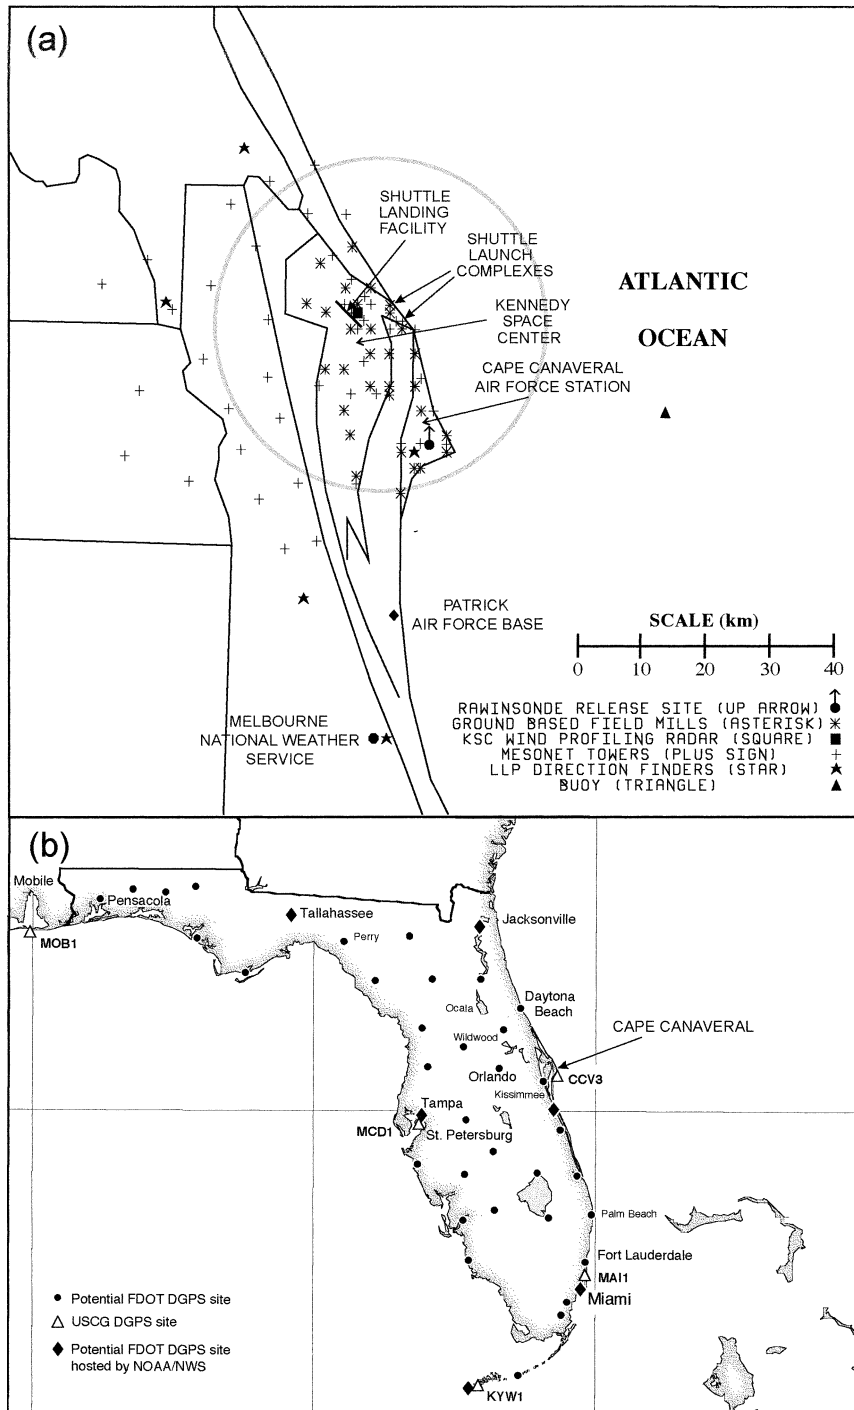 (a)
SHUTTLE
LANDING
FACILITY
SHUTTLE
LAUNCH
COMPLEXES
KENNEDY
SPACE
CENTER
CAPE CANAVERAL
AIR FORCE STATION
ATLANTIC
OCEAN
PATRICK
AIR FORCE BASE
MELBOURNE
NATIONAL WEATHER
SERVICE
SCALE (km)
0 10 20 30 40
RAWINSONDE RELEASE SITE (UP ARROW)
GROUND BASED FIELD MILLS (ASTERISK)
KSC WIND PROFILING RADAR (SQUARE)
MESONET TOWERS (PLUS SIGN)
LLP DIRECTION FINDERS (STAR)
BUOY (TRIANGLE)
(b)
Mobile
Pensacola
MOB1
Tallahassee
Perry
Jacksonville
Ocala
Daytona
Beach
Wildwood
CAPE CANAVERAL
Orlando
CCV3
Kissimmee
Tampa
MCD1
St. Petersburg
Palm Beach
Fort Lauderdale
MAI1
Miami
KYW1
Potential FDOT DGPS site
USCG DGPS site
Potential FDOT DGPS site
hosted by NOAA/NWS